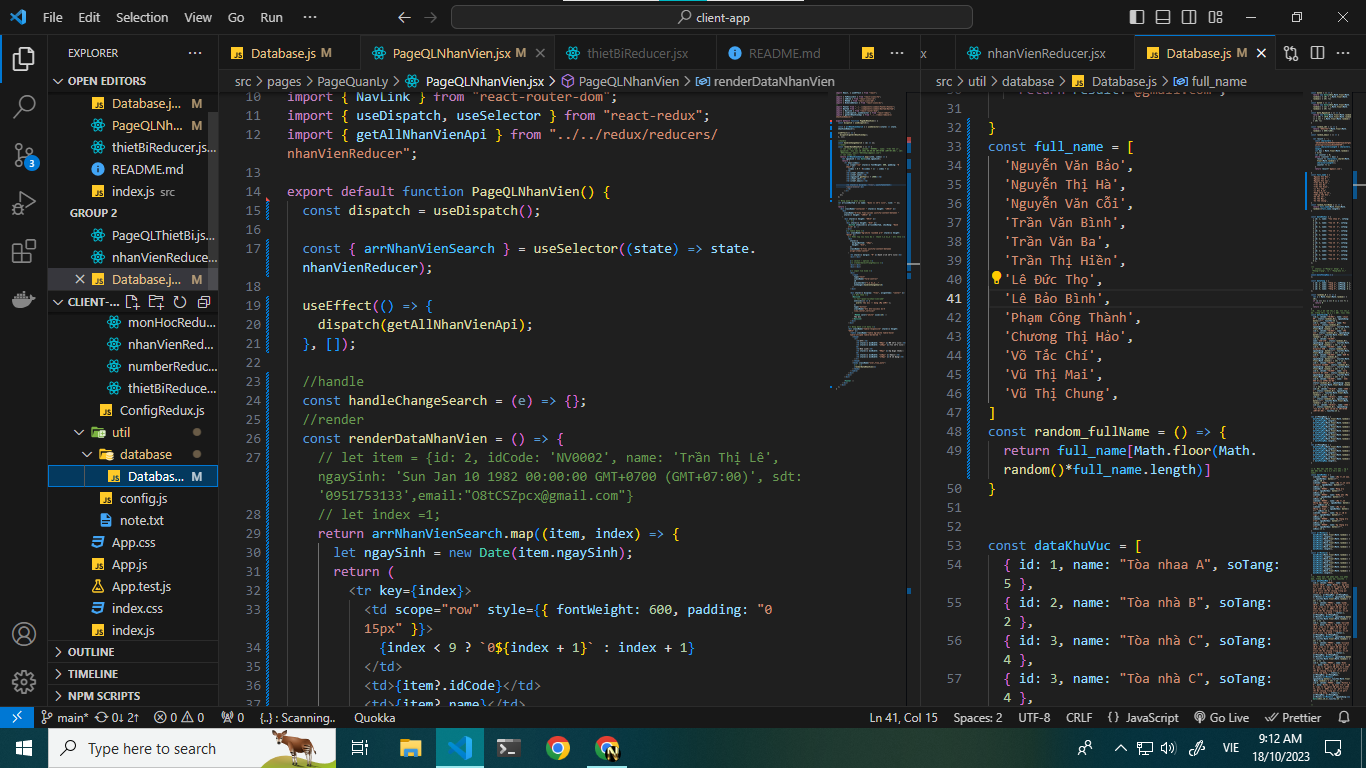 File Edit Selection View Go Run ···
client-app
EXPLORER
OPEN EDITORS
Database.j... M
PageQLNh... M
thietBiReducer.js...
README.md
index.js src
GROUP 2
PageQLThietBi.js...
nhanVienReduce...
Database.j... M
CLIENT-...
monHocRedu...
nhanVienRed...
numberReduc...
thietBiReduce...
ConfigRedux.js
util
database
Databas... M
config.js
note.txt
App.css
App.js
App.test.js
index.css
index.js
OUTLINE
TIMELINE
NPM SCRIPTS
Database.js M
PageQLNhanVien.jsx M
thietBiReducer.jsx
README.md
src > pages > PageQuanLy > PageQLNhanVien.jsx > PageQLNhanVien > renderDataNhanVien
10 import { NavLink } from "react-router-dom";
11 import { useDispatch, useSelector } from "react-redux";
12 import { getAllNhanVienApi } from "../../redux/reducers/
nhanVienReducer";
13
14 export default function PageQLNhanVien() {
15 const dispatch = useDispatch();
16
17 const { arrNhanVienSearch } = useSelector((state) => state.
nhanVienReducer);
18
19 useEffect(() => {
20 dispatch(getAllNhanVienApi);
21 }, []);
22
23 //handle
24 const handleChangeSearch = (e) => {};
25 //render
26 const renderDataNhanVien = () => {
27 // let item = {id: 2, idCode: 'NV0002', name: 'Trần Thị Lê',
ngaySinh: 'Sun Jan 10 1982 00:00:00 GMT+0700 (GMT+07:00)', sdt:
'0951753133',email:"O8tCSZpcx@gmail.com"}
28 // let index =1;
29 return arrNhanVienSearch.map((item, index) => {
30 let ngaySinh = new Date(item.ngaySinh);
31 return (
32 <tr key={index}>
33 <td scope="row" style={{ fontWeight: 600, padding: "0
15px" }}>
34 {index < 9 ? `0${index + 1}` : index + 1}
35 </td>
36 <td>{item?.idCode}</td>
37 <td>{item?.name}</td>
x
nhanVienReducer.jsx
Database.js M
src > util > database > Database.js > full_name
31
32 }
33 const full_name = [
34 'Nguyễn Văn Bảo',
35 'Nguyễn Thị Hà',
36 'Nguyễn Văn Cỗi',
37 'Trần Văn Bình',
38 'Trần Văn Ba',
39 'Trần Thị Hiền',
40 'Lê Đức Thọ',
41 'Lê Bảo Bình',
42 'Phạm Công Thành',
43 'Chương Thị Hảo',
44 'Võ Tắc Chí',
45 'Vũ Thị Mai',
46 'Vũ Thị Chung',
47 ]
48 const random_fullName = () => {
49 return full_name[Math.floor(Math.
random()*full_name.length)]
50 }
51
52
53 const dataKhuVuc = [
54 { id: 1, name: "Tòa nhaa A", soTang:
5 },
55 { id: 2, name: "Tòa nhà B", soTang:
2 },
56 { id: 3, name: "Tòa nhà C", soTang:
4 },
57 { id: 3, name: "Tòa nhà C", soTang:
4 },
3
main* 0↓ 2↑ 0 0 0 {..} : Scanning.. Quokka
Ln 41, Col 15 Spaces: 2 UTF-8 CRLF { } JavaScript Go Live Prettier
Type here to search
VIE
9:12 AM
18/10/2023